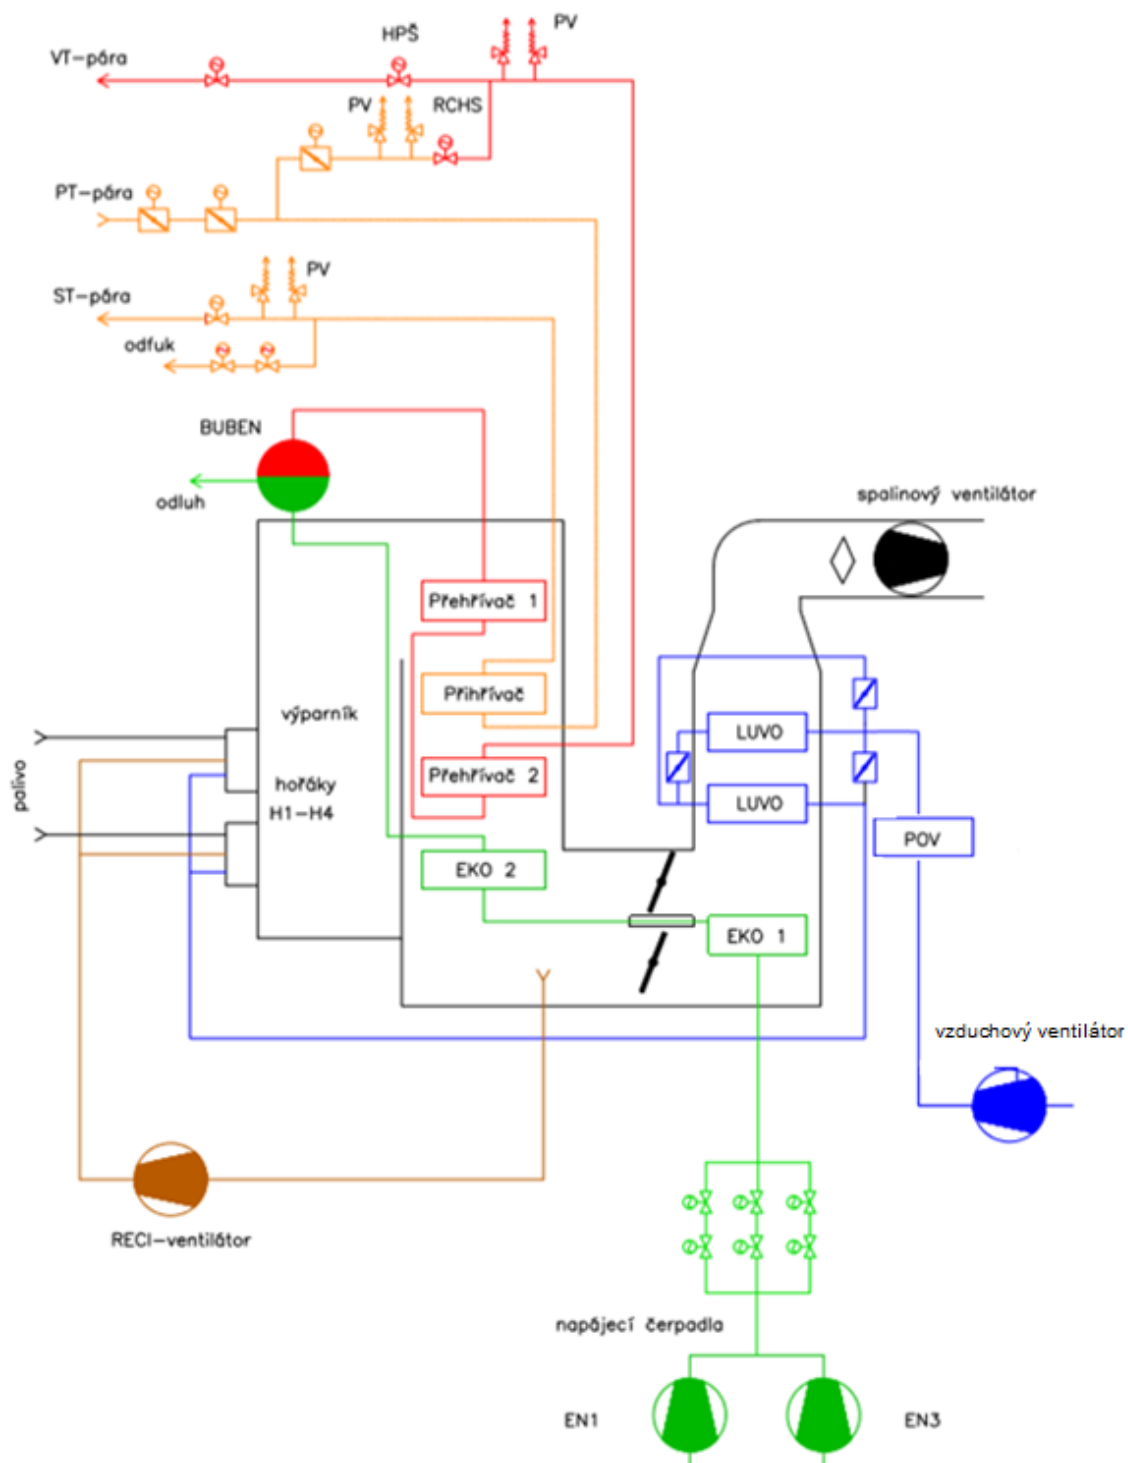 HPŠ
PV
VT-pára
PV
RCHS
PT-pára
PV
ST-pára
odfuk
BUBEN
odluh
spalinový ventilátor
Přehřívač 1
Přihřívač
výparník
LUVO
palivo
hořáky
H1-H4
Přehřívač 2
LUVO
POV
EKO 2
EKO 1
vzduchový ventilátor
RECI-ventilátor
napájecí čerpadla
EN1
EN3